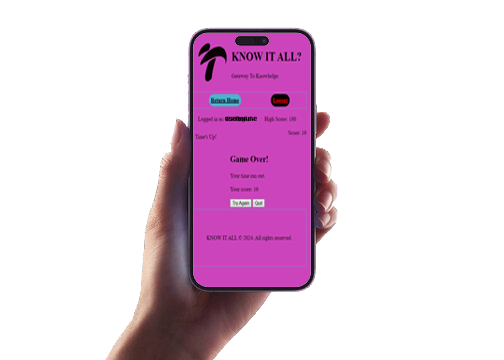 KNOW IT ALL?
Gateway To Knowledge.
Return Home
Logout
Logged in as: High Score: 100
Score: 10
Time's Up!
Game Over!
Your time ran out.
Your score: 10
Try Again Quit
KNOW IT ALL © 2024. All rights reserved.